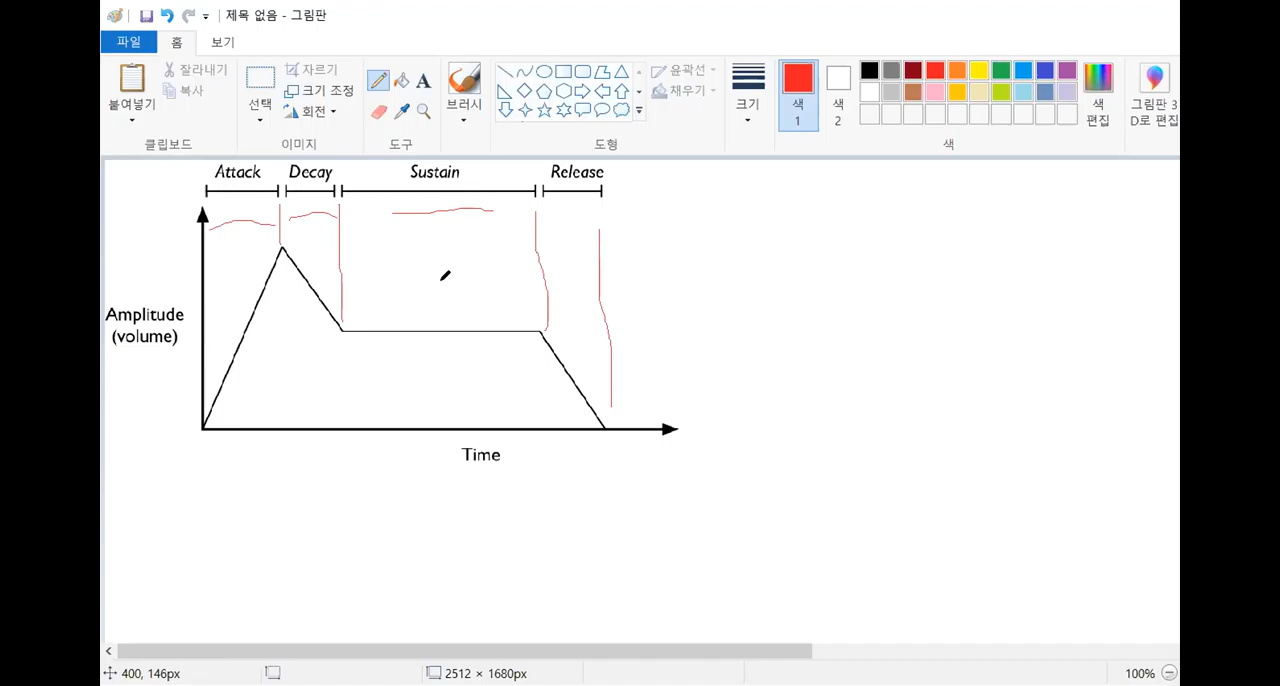 제목 없음 - 그림판
파일 홈 보기
붙여넣기
잘라내기
복사
클립보드
선택
자르기
크기 조정
회전
이미지
A
도구
브러시
윤곽선
채우기
도형
크기
색
1
색
2
색
편집
색
그림판 3
D로 편집
Attack Decay Sustain Release
Amplitude
(volume)
Time
400, 146px
2512 × 1680px
100%